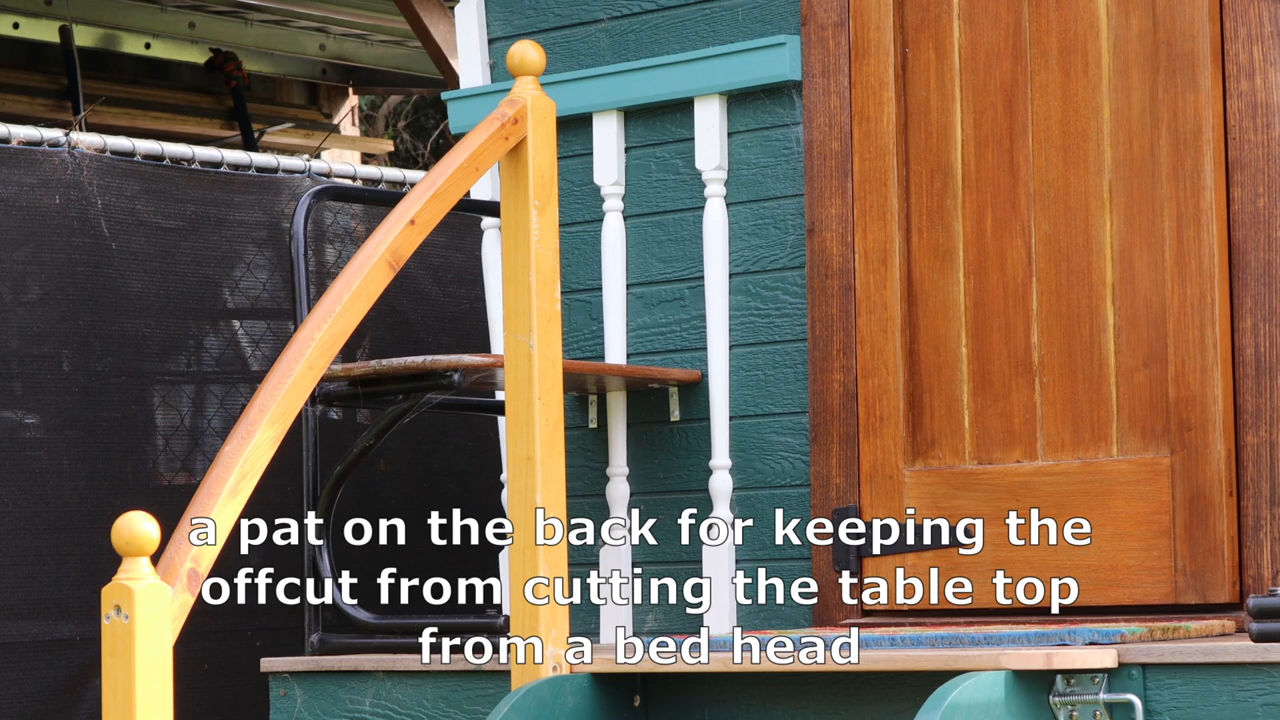 a pat on the back for keeping the
offcut from cutting the table top
from a bed head